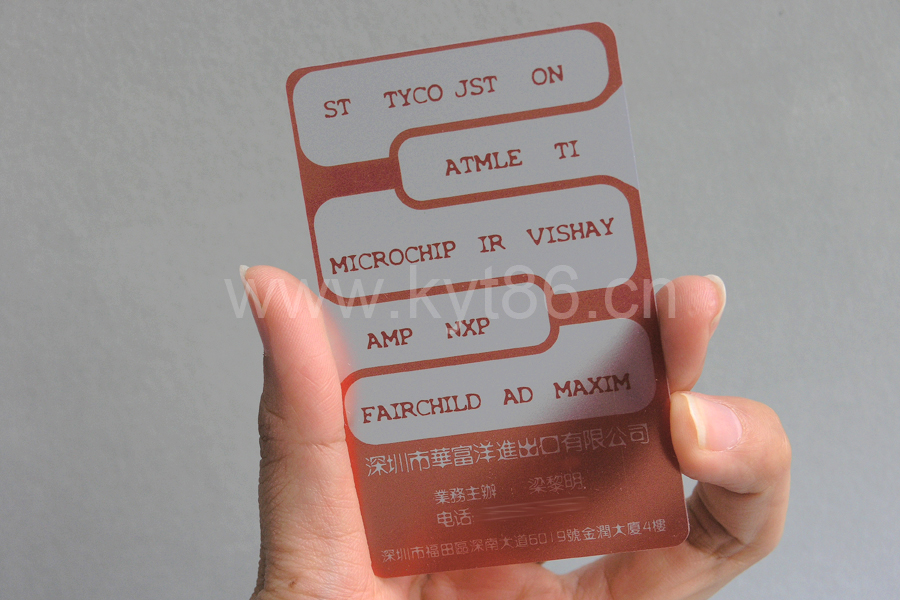 ST TYCO JST ON
ATMLE TI
MICROCHIP IR VISHAY
www.kyt86.cn
AMP NXP
FAIRCHILD AD MAXIM
深圳市華富洋進出口有限公司
業務主辦 : 梁黎明
电话:
深圳市福田區深南大道6019號金潤大廈4樓